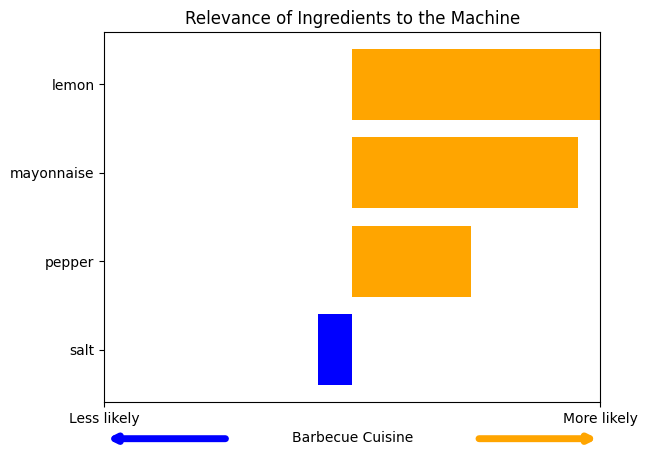 Relevance of Ingredients to the Machine
lemon
mayonnaise
pepper
salt
Less likely
More likely
Barbecue Cuisine